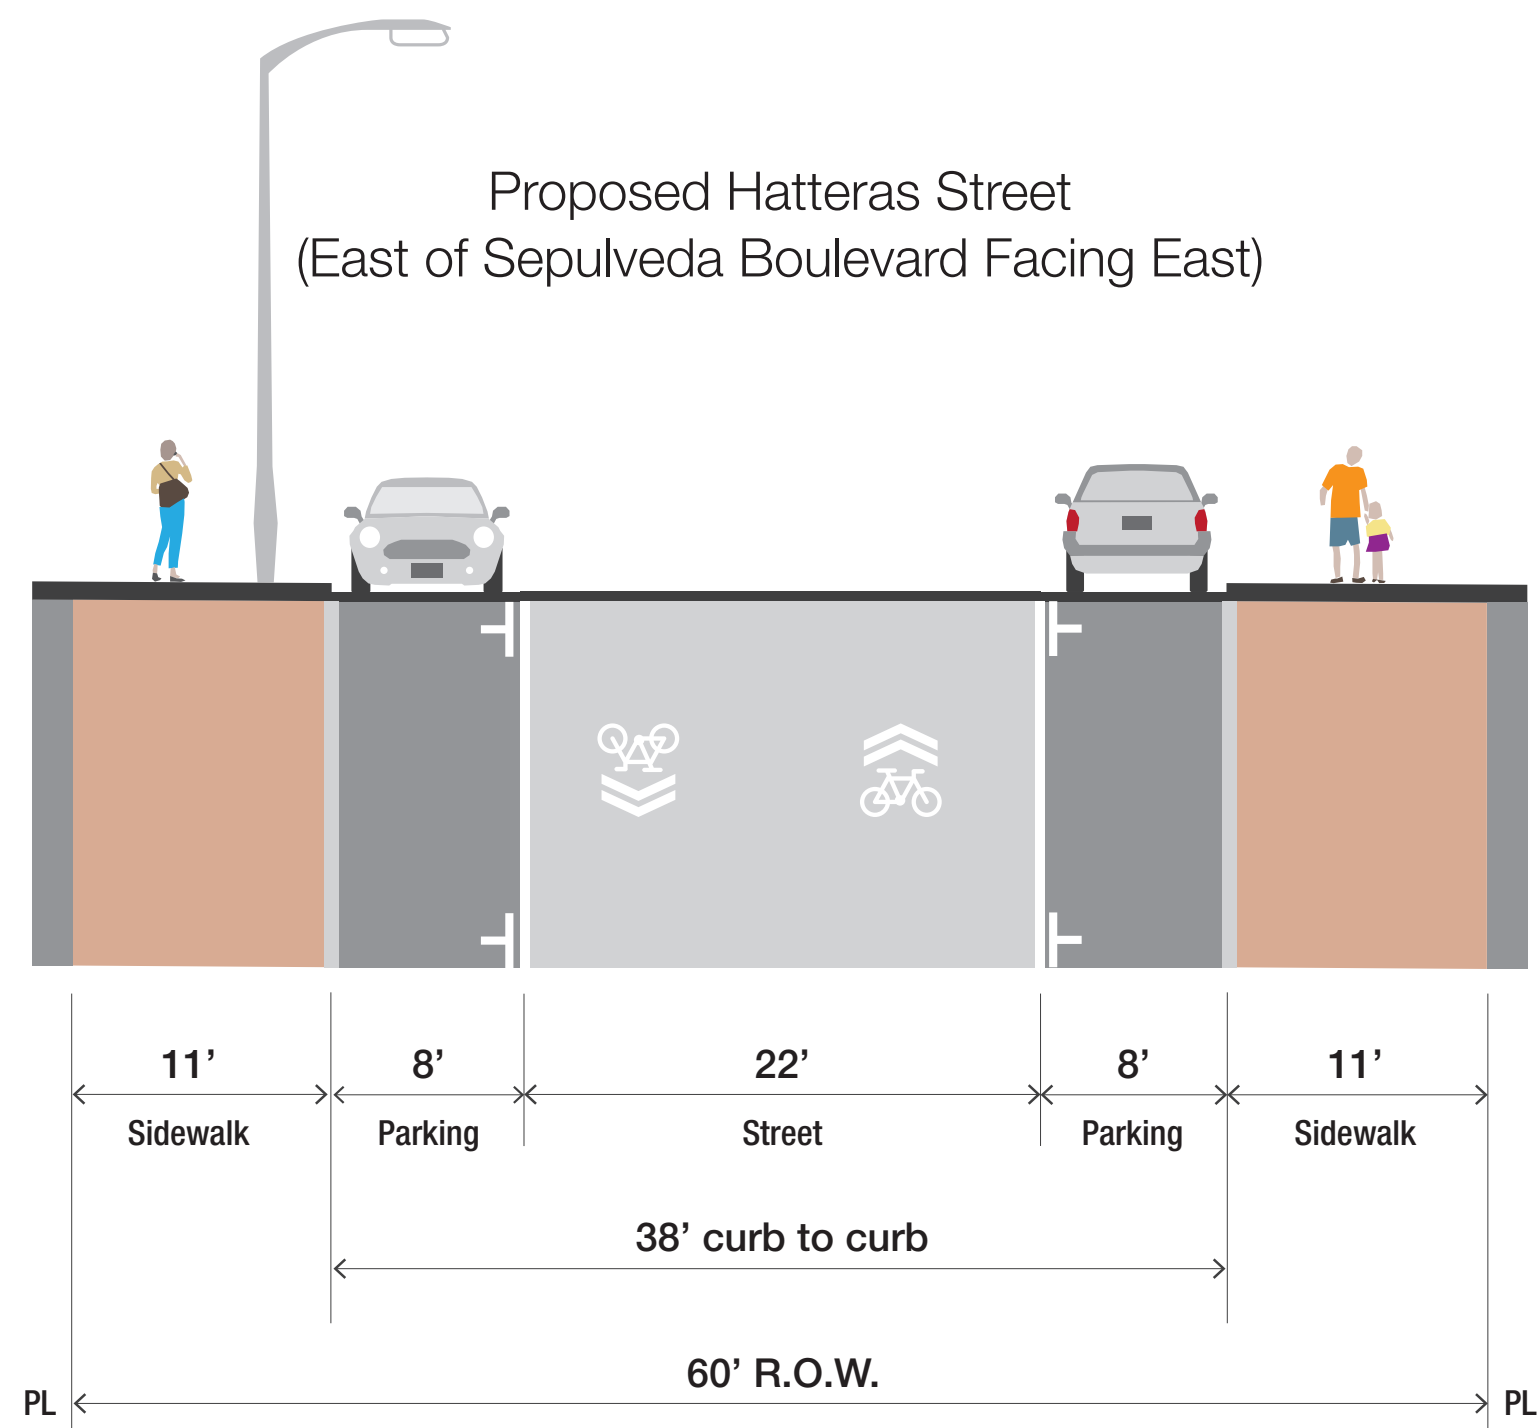 Proposed Hatteras Street
(East of Sepulveda Boulevard Facing East)
11’ 8’ 22’ 8’ 11’
Sidewalk Parking Street Parking Sidewalk
38’ curb to curb
60’ R.O.W.
PL PL